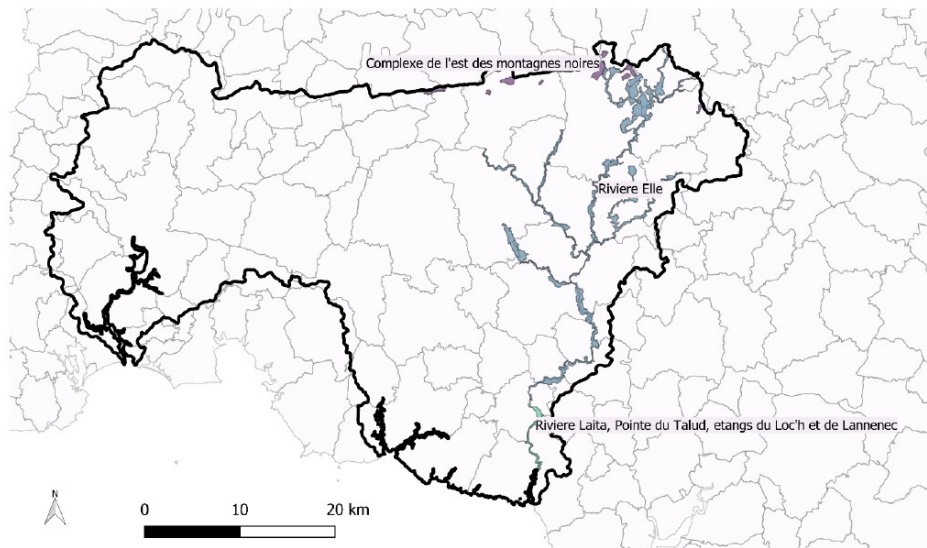 Complexe de l'est des montagnes noires
Riviere Elle
Riviere Laita, Pointe du Talud, etangs du Loc'h et de Lannenec
N
0 10 20 km